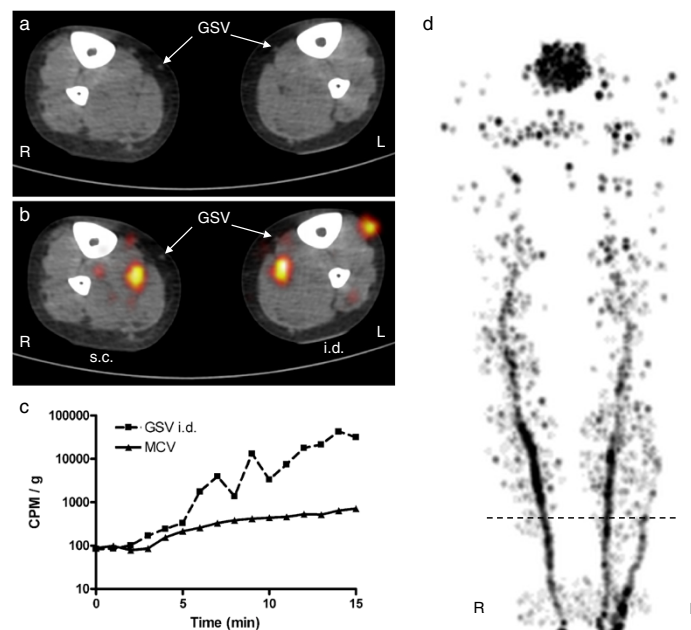 a
GSV
R
L
b
GSV
R
L
s.c.
i.d.
c
100000
10000
1000
100
10
CPM / g
GSV i.d.
MCV
0
5
10
15
Time (min)
d
R